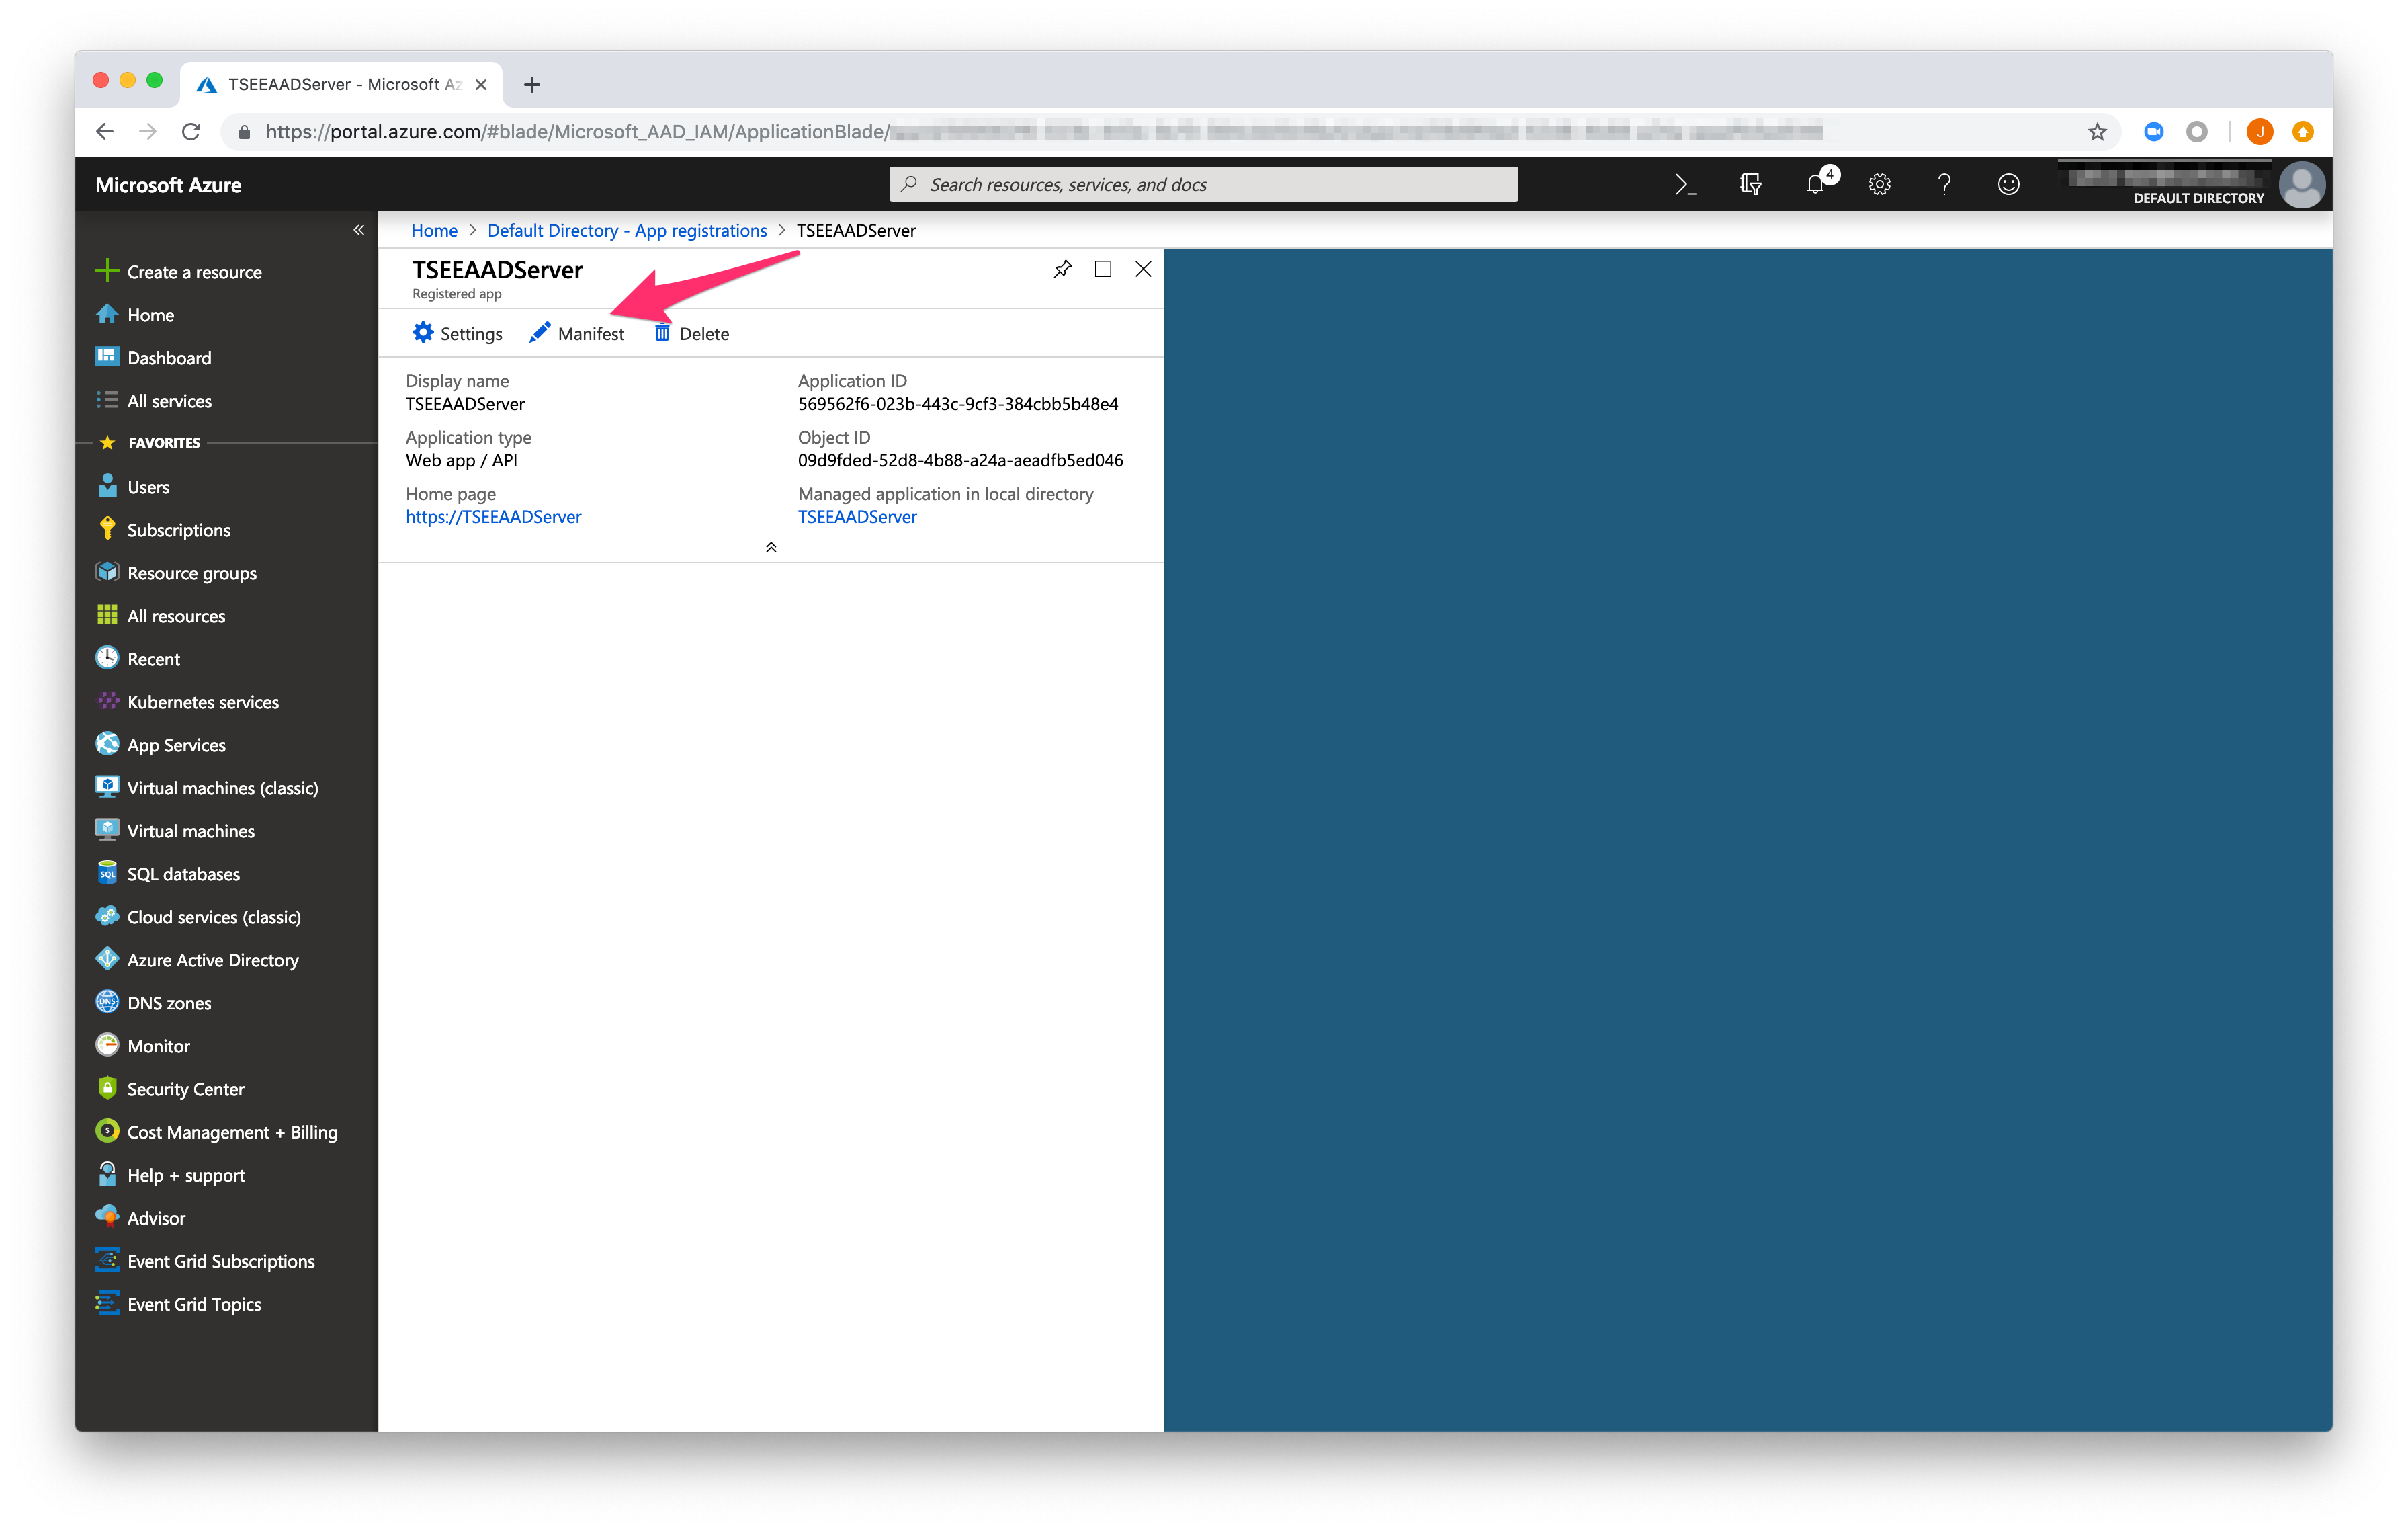 TSEEAADServer - Microsoft Az
https://portal.azure.com/#blade/Microsoft_AAD_IAM/ApplicationBlade/
J
Microsoft Azure
Search resources, services, and docs
4
DEFAULT DIRECTORY
Home > Default Directory - App registrations > TSEEAADServer
Create a resource
Home
Dashboard
All services
FAVORITES
Users
Subscriptions
Resource groups
All resources
Recent
Kubernetes services
App Services
Virtual machines (classic)
Virtual machines
SQL
SQL databases
Cloud services (classic)
Azure Active Directory
DNS
DNS zones
Monitor
Security Center
$
Cost Management + Billing
Help + support
Advisor
Event Grid Subscriptions
Event Grid Topics
TSEEAADServer
Registered app
Settings
Manifest
Delete
Display name
TSEEAADServer
Application type
Web app / API
Home page
https://TSEEAADServer
Application ID
569562f6-023b-443c-9cf3-384cbb5b48e4
Object ID
09d9fded-52d8-4b88-a24a-aeadfb5ed046
Managed application in local directory
TSEEAADServer